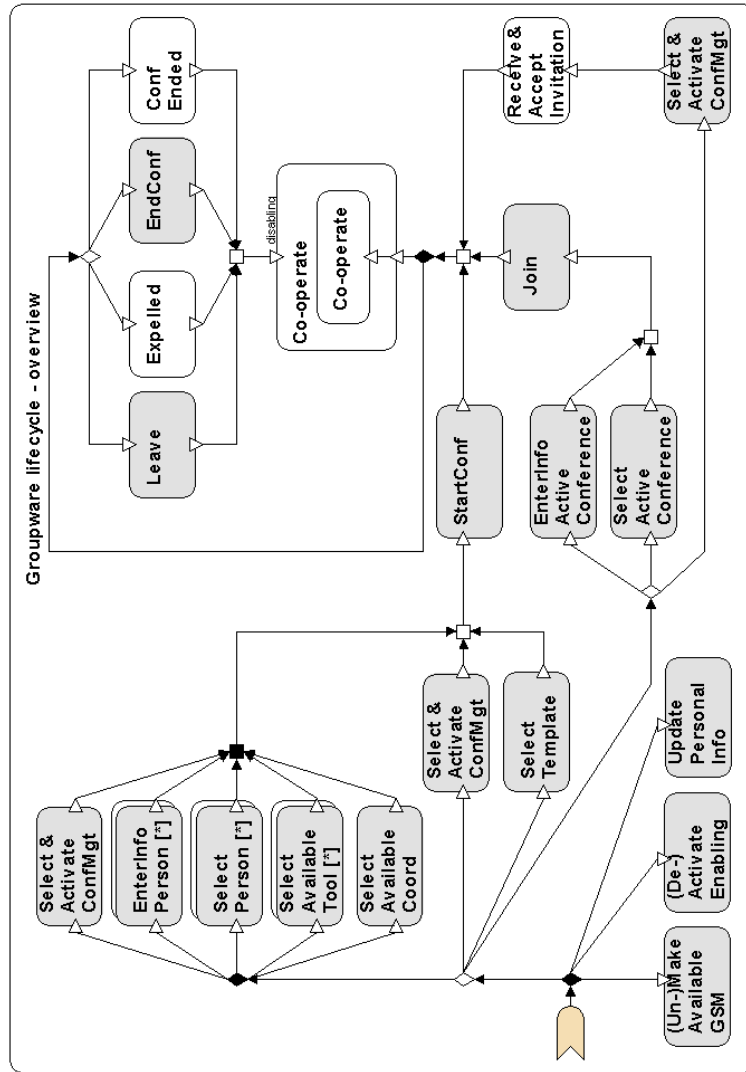 Groupware lifecycle - overview
Select &
Activate
ConfMgt
EnterInfo
Person [*]
Select
Person [*]
Select
Available
Tool [*]
Select
Available
Coord
Select &
Activate
ConfMgt
Select
Template
(Un-)Make
Available
GSM
(De-)
Activate
Enabling
Update
Personal
Info
StartConf
EnterInfo
Active
Conference
Select
Active
Conference
Leave
Expelled
EndConf
Conf
Ended
disabling
Co-operate
Co-operate
Join
Receive&
Accept
Invitation
Select &
Activate
ConfMgt